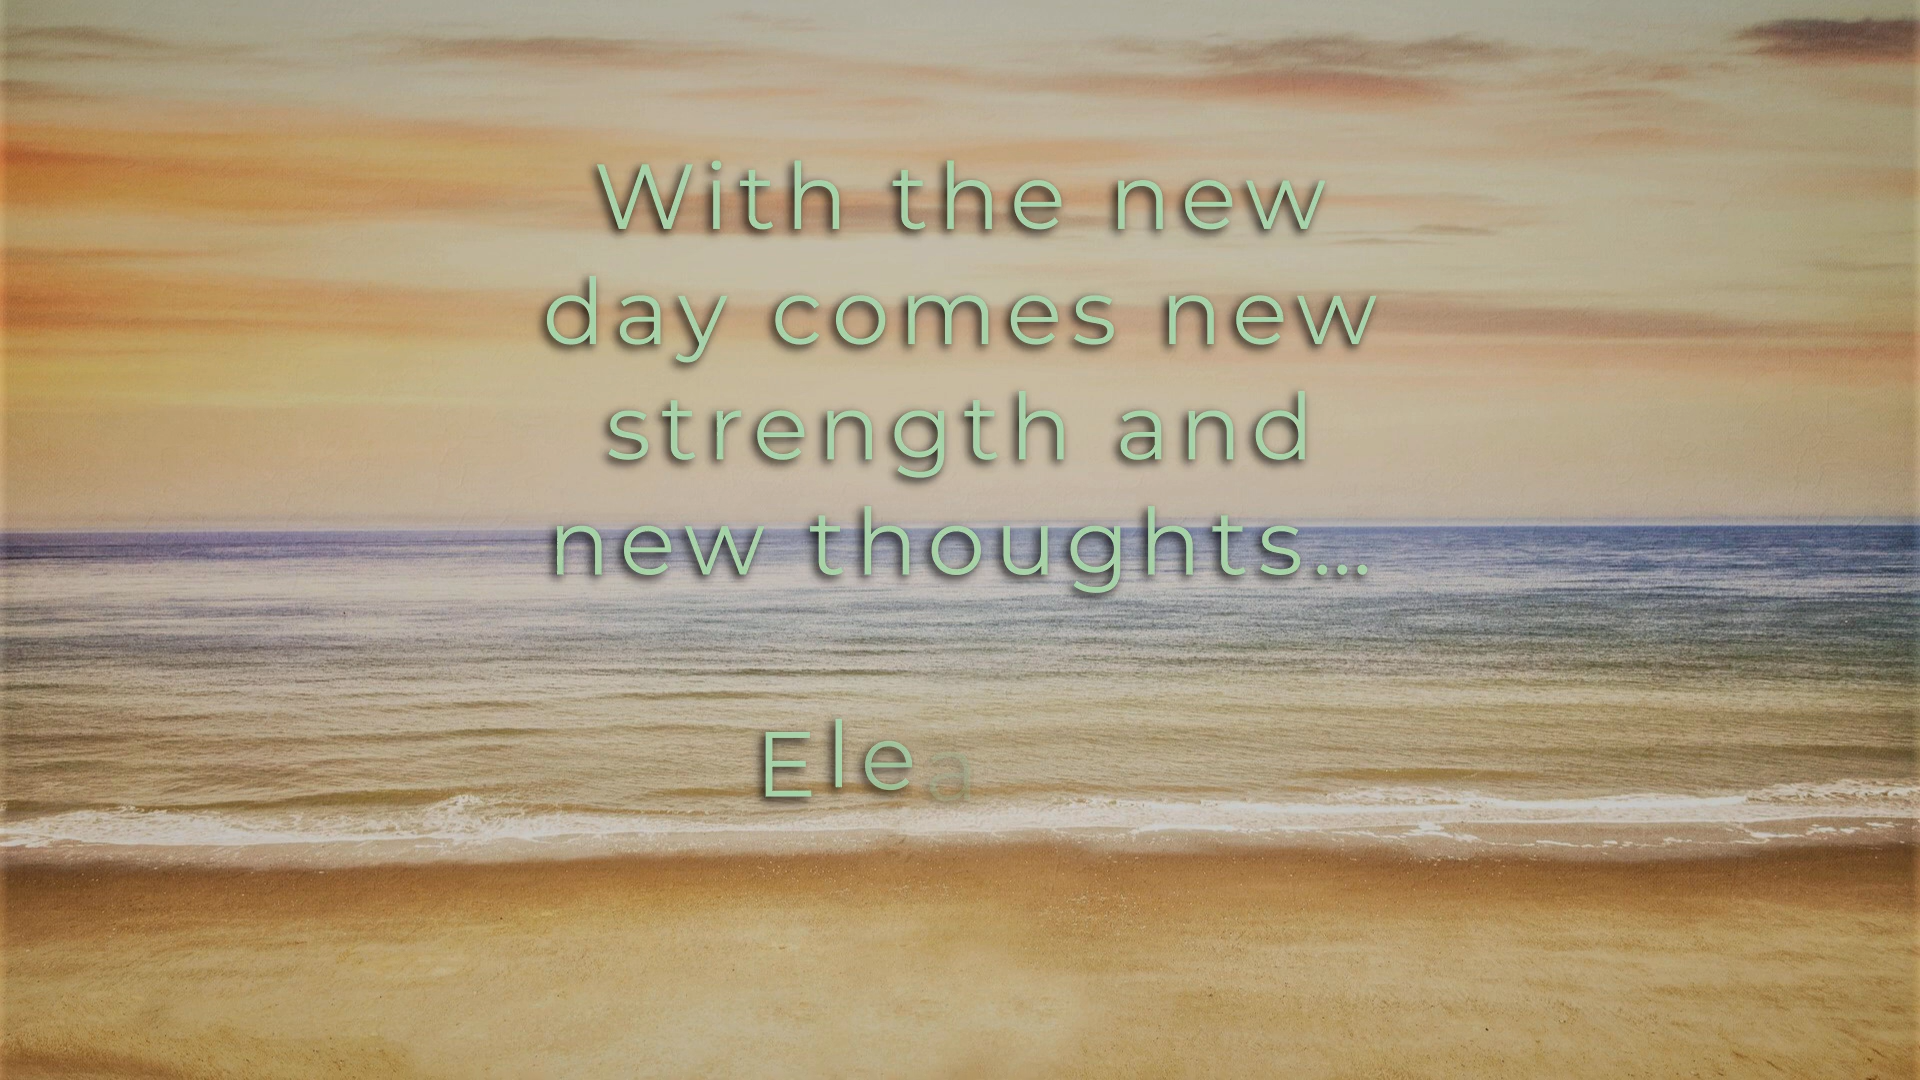 With the new
day comes new
strength and
new thoughts...
Elea